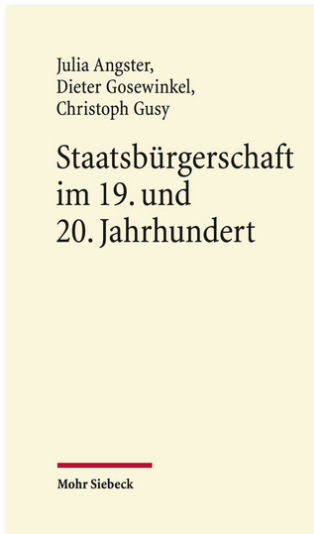 Julia Angster,
Dieter Gosewinkel,
Christoph Gusy
Staatsbürgerschaft
im 19. und
20. Jahrhundert
Mohr Siebeck